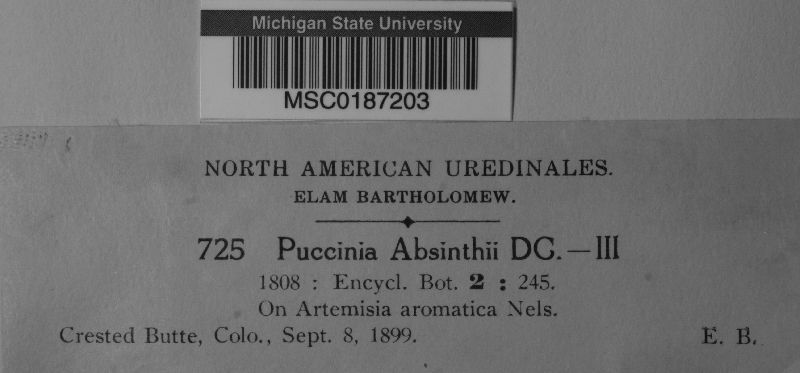 Michigan State University
MSC0187203
NORTH AMERICAN UREDINALES.
ELAM BARTHOLOMEW.
725 Puccinia Absinthii DC.—III
1808 : Encycl. Bot. 2 : 245.
On Artemisia aromatica Nels.
Crested Butte, Colo., Sept. 8, 1899. E. B.